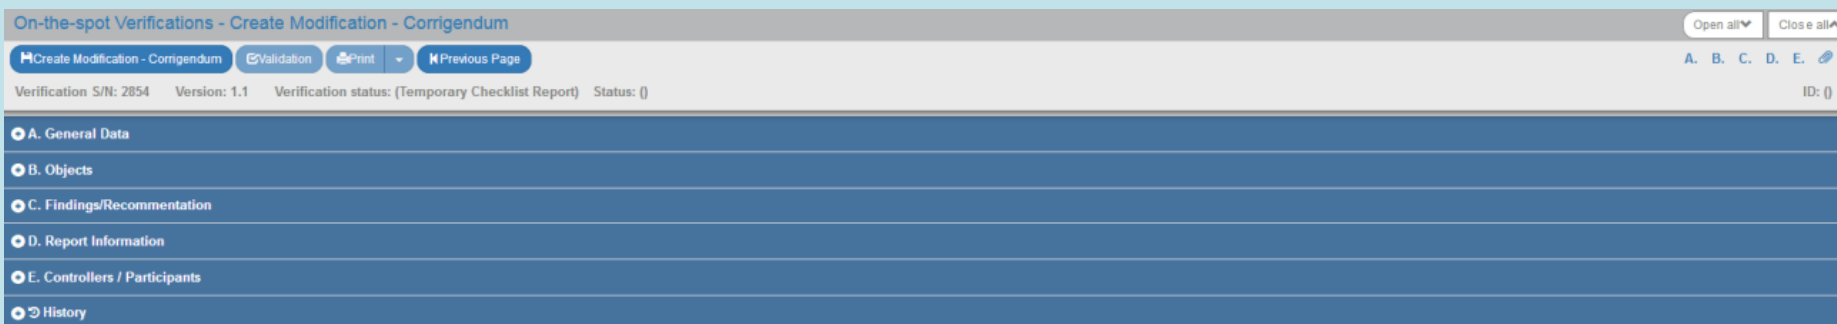 On-the-spot Verifications - Create Modification - Corrigendum Open all Close all
Create Modification - Corrigendum Validation Print Previous Page A. B. C. D. E.
Verification S/N: 2854 Version: 1.1 Verification status: (Temporary Checklist Report) Status: () ID: ()
A. General Data
B. Objects
C. Findings/Recommentation
D. Report Information
E. Controllers / Participants
History